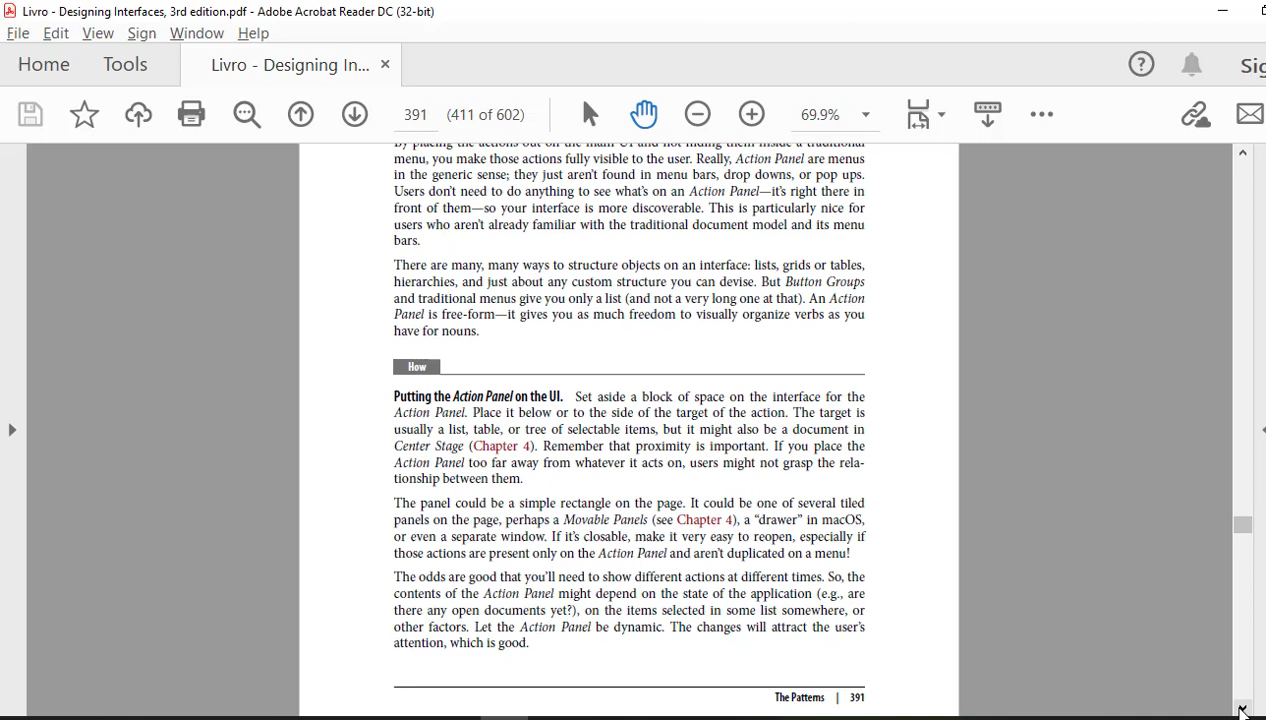 Livro - Designing Interfaces, 3rd edition.pdf - Adobe Acrobat Reader DC (32-bit)
File Edit View Sign Window Help
Home Tools Livro - Designing In... × ? Sig
391 (411 of 602) 69.9%
By placing the actions out on the main UI and not hiding them inside a traditional
menu, you make those actions fully visible to the user. Really, Action Panel are menus
in the generic sense; they just aren't found in menu bars, drop downs, or pop ups.
Users don't need to do anything to see what's on an Action Panel—it's right there in
front of them—so your interface is more discoverable. This is particularly nice for
users who aren't already familiar with the traditional document model and its menu
bars.
There are many, many ways to structure objects on an interface: lists, grids or tables,
hierarchies, and just about any custom structure you can devise. But Button Groups
and traditional menus give you only a list (and not a very long one at that). An Action
Panel is free-form—it gives you as much freedom to visually organize verbs as you
have for nouns.
How
Putting the Action Panel on the UI. Set aside a block of space on the interface for the
Action Panel. Place it below or to the side of the target of the action. The target is
usually a list, table, or tree of selectable items, but it might also be a document in
Center Stage (Chapter 4). Remember that proximity is important. If you place the
Action Panel too far away from whatever it acts on, users might not grasp the rela-
tionship between them.
The panel could be a simple rectangle on the page. It could be one of several tiled
panels on the page, perhaps a Movable Panels (see Chapter 4), a “drawer” in macOS,
or even a separate window. If it's closable, make it very easy to reopen, especially if
those actions are present only on the Action Panel and aren't duplicated on a menu!
The odds are good that you'll need to show different actions at different times. So, the
contents of the Action Panel might depend on the state of the application (e.g., are
there any open documents yet?), on the items selected in some list somewhere, or
other factors. Let the Action Panel be dynamic. The changes will attract the user's
attention, which is good.
The Patterns | 391